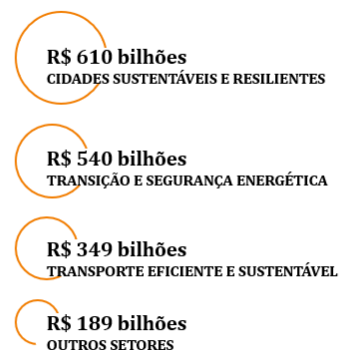 R$ 610 bilhões
CIDADES SUSTENTÁVEIS E RESILIENTES
R$ 540 bilhões
TRANSIÇÃO E SEGURANÇA ENERGÉTICA
R$ 349 bilhões
TRANSPORTE EFICIENTE E SUSTENTÁVEL
R$ 189 bilhões
OUTROS SETORES